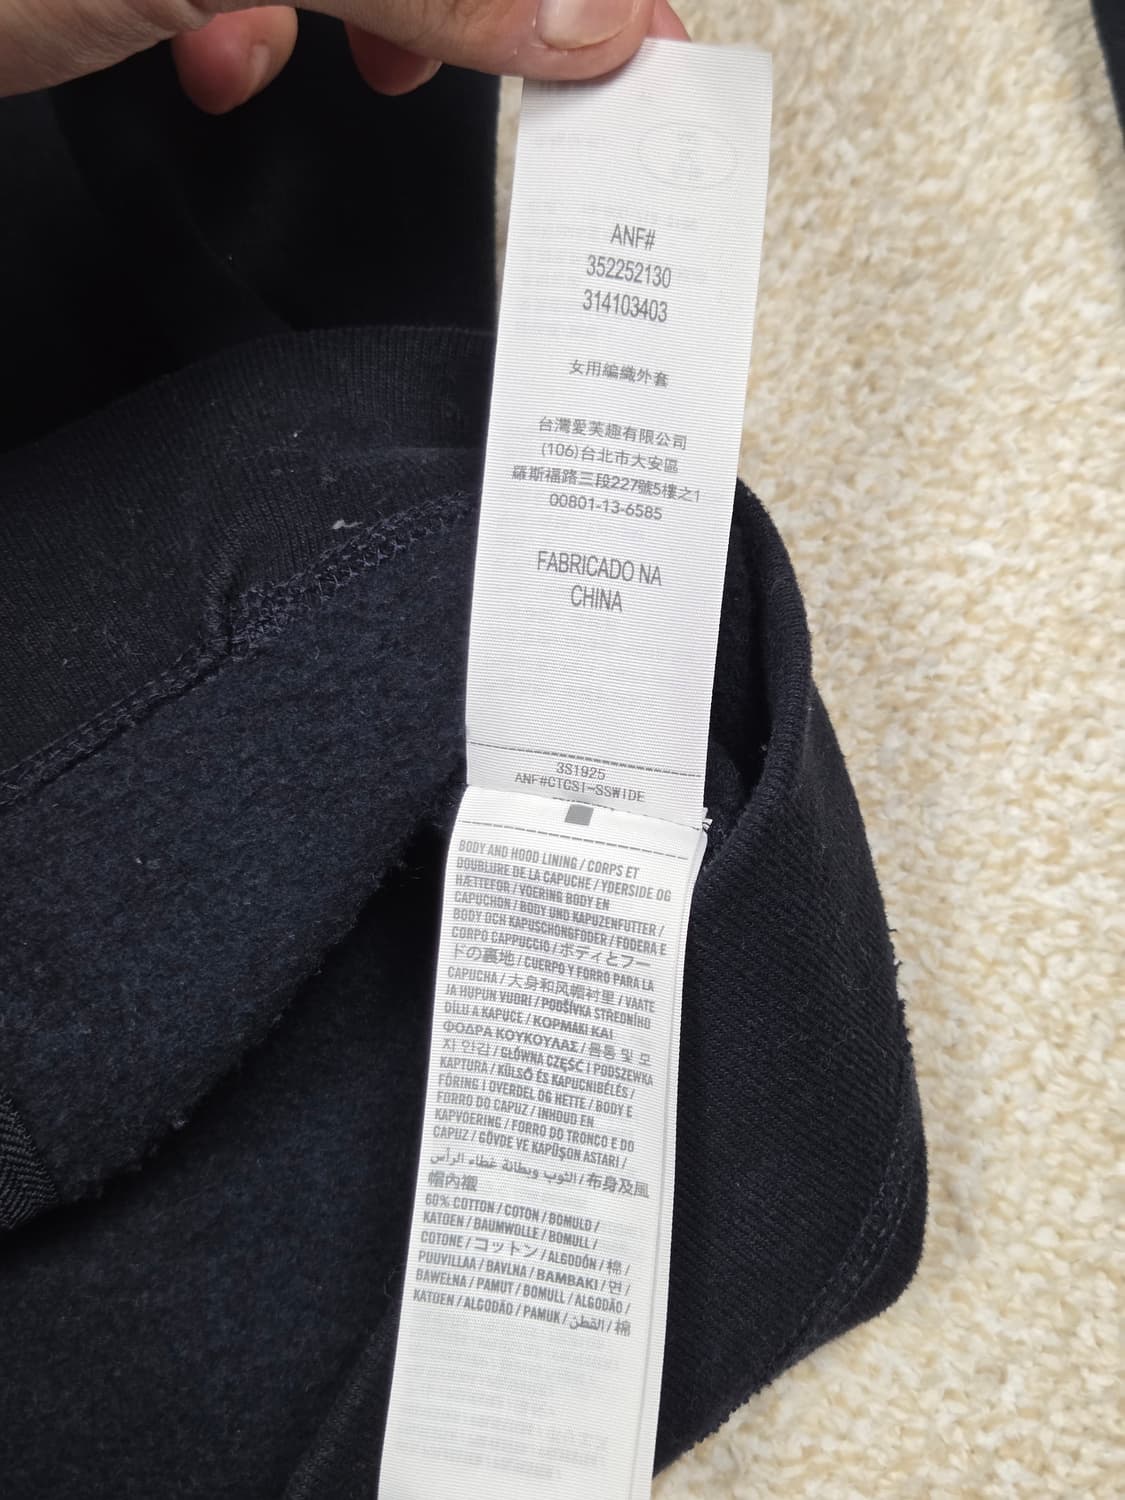 ANF#
352252130
314103403
女用編織外套
台灣愛芙趣有限公司
(106)台北市大安區
羅斯福路三段227號5樓之1
00801-13-6585
FABRICADO NA
CHINA
3S1925
ANF#CTCSI-SSWIDE
BODY AND HOOD LINING / CORPS ET
DOUBLURE DE LA CAPUCHE / YDERSIDE OG
HÆTTEFOR / VOERING BODY EN
CAPUCHON / BODY UND KAPUZENFUTTER /
BODY OCH KAPUSCHONGFODER / FODERA E
CORPO CAPPUCCIO / ボディとフー
ドの裏地 / CUERPO Y FORRO PARA LA
CAPUCHA / 大身和风帽衬里 / VAATE
JA HUPUN VUORI / PODŠÍVKA STŘEDNÍHO
DÍLU A KAPUCE / ΚΟΡΜΑΚΙ ΚΑΙ
ΦΟΔΡΑ ΚΟΥΚΟΥΛΑΣ / 몸통 및 모
자 안감 / GŁÓWNA CZĘŚĆ I PODSZEWKA
KAPTURA / KÜLSŐ ÉS KAPUCNIBÉLÉS /
FÔRING I OVERDEL OG HETTE / BODY E
FORRO DO CAPUZ / INHOUD EN
KAPVOERING / FORRO DO TRONCO E DO
CAPUZ / GÖVDE VE KAPÜŞON ASTARI /
الثوب وبطانة غطاء الرأس / 布身及風
帽內襯
60% COTTON / COTON / BOMULD /
KATOEN / BAUMWOLLE / BOMULL /
COTONE / コットン / ALGODÓN / 棉 /
PUUVILLAA / BAVLNA / ΒΑΜΒΑΚΙ / 면 /
BAWEŁNA / PAMUT / BOMULL / ALGODÃO /
KATOEN / ALGODÃO / PAMUK / القطن / 棉